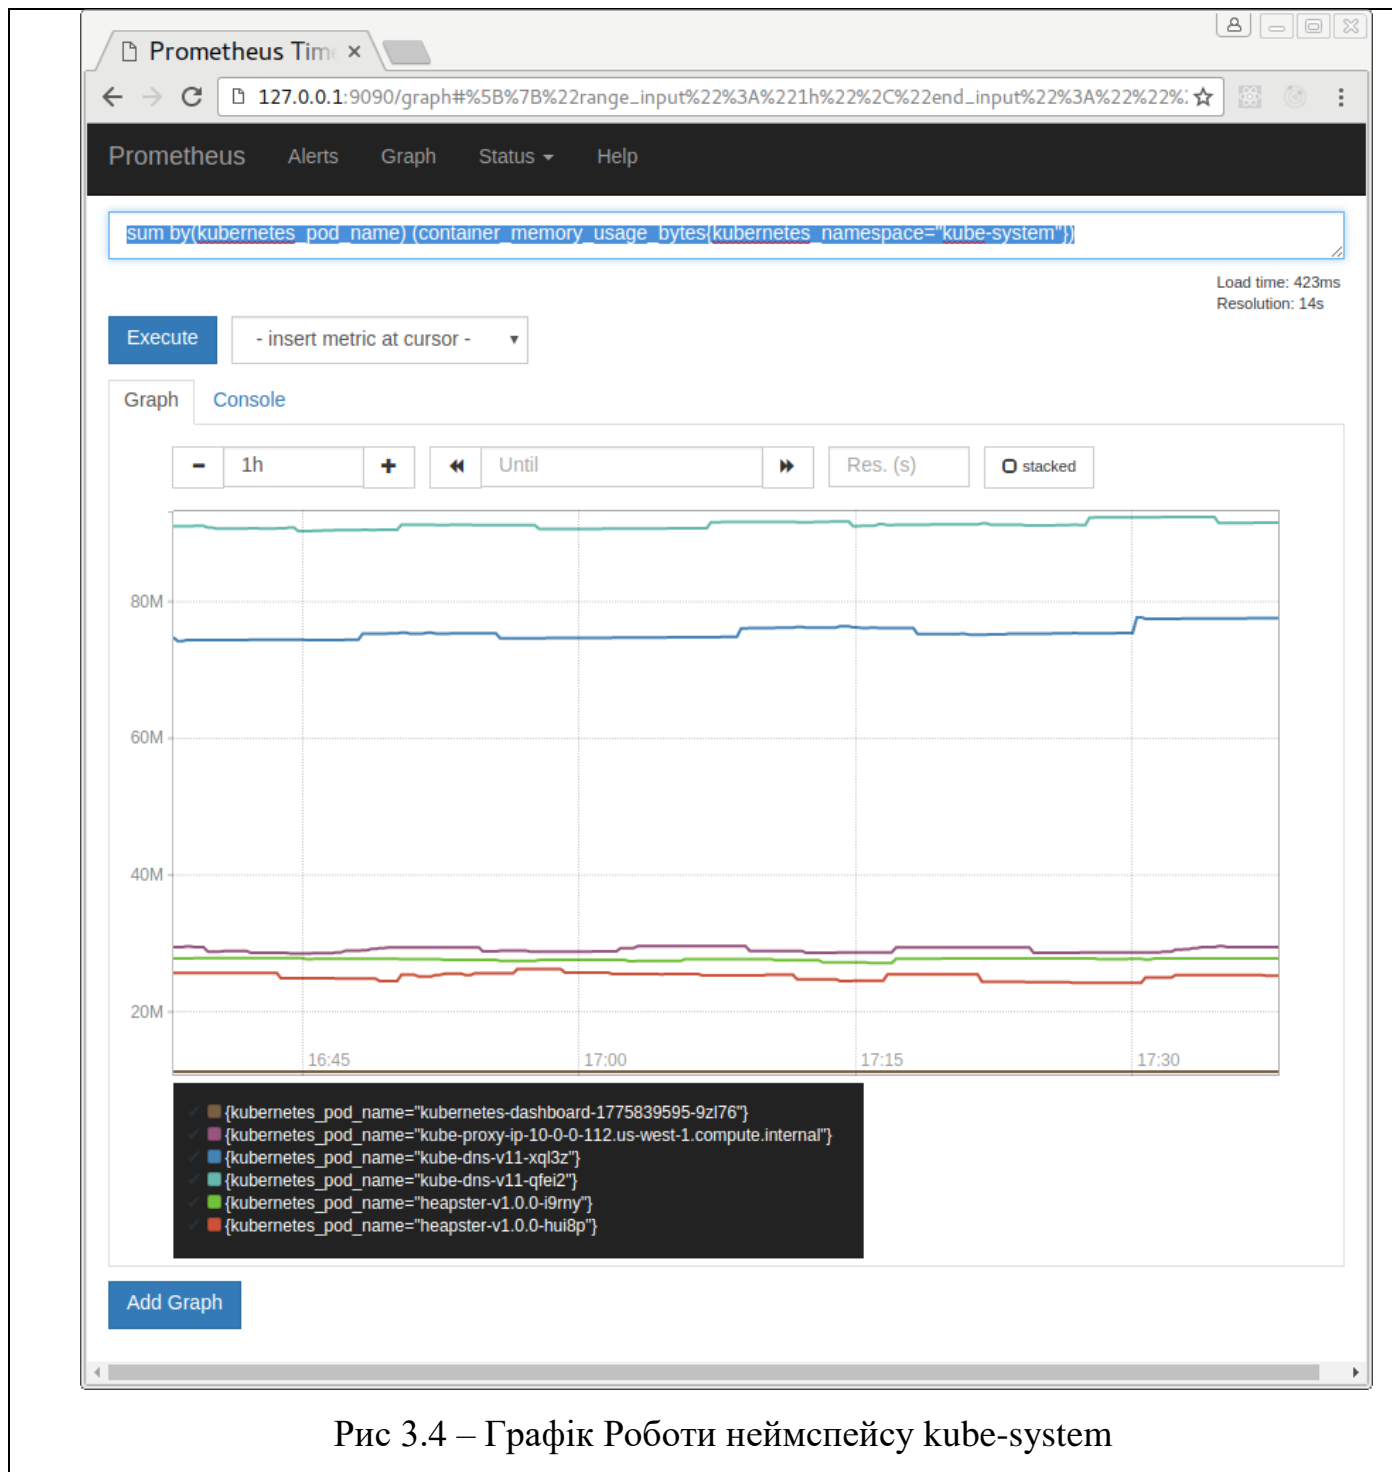 Prometheus Tim
127.0.0.1:9090/graph#%5B%7B%22range_input%22%3A%221h%22%2C%22end_input%22%3A%22%22%
Prometheus Alerts Graph Status Help
sum by(kubernetes_pod_name) (container_memory_usage_bytes{kubernetes_namespace="kube-system"})
Load time: 423ms
Resolution: 14s
Execute - insert metric at cursor -
Graph Console
1h Until Res. (s) stacked
80M
60M
40M
20M
16:45 17:00 17:15 17:30
{kubernetes_pod_name="kubernetes-dashboard-1775839595-9zl76"}
{kubernetes_pod_name="kube-proxy-ip-10-0-0-112.us-west-1.compute.internal"}
{kubernetes_pod_name="kube-dns-v11-xql3z"}
{kubernetes_pod_name="kube-dns-v11-qfei2"}
{kubernetes_pod_name="heapster-v1.0.0-i9rny"}
{kubernetes_pod_name="heapster-v1.0.0-hui8p"}
Add Graph
Рис 3.4 – Графік Роботи неймспейсу kube-system